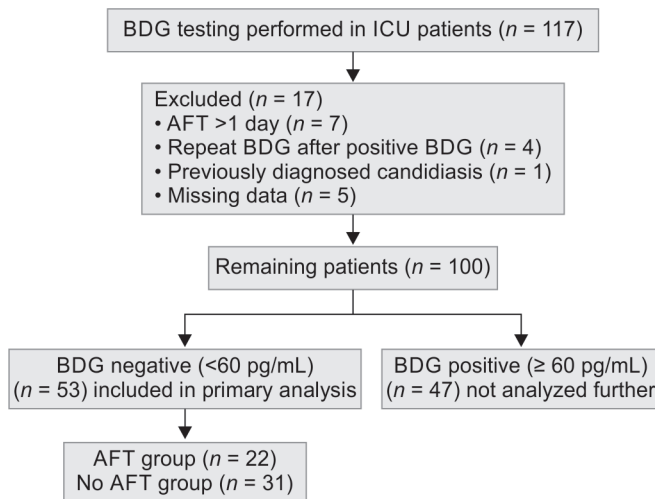 BDG testing performed in ICU patients (n = 117)
Excluded (n = 17)
• AFT >1 day (n = 7)
• Repeat BDG after positive BDG (n = 4)
• Previously diagnosed candidiasis (n = 1)
• Missing data (n = 5)
Remaining patients (n = 100)
BDG negative (<60 pg/mL)
(n = 53) included in primary analysis
BDG positive (≥ 60 pg/mL)
(n = 47) not analyzed further
AFT group (n = 22)
No AFT group (n = 31)